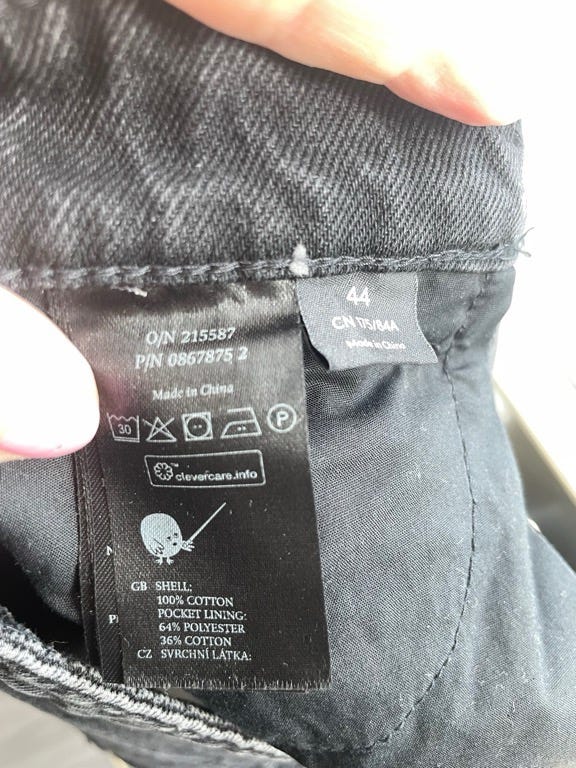 O/N 215587
P/N 0867875 2
Made in China
30
P
clevercare.info
GB SHELL:
100% COTTON
POCKET LINING:
64% POLYESTER
36% COTTON
CZ SVRCHNÍ LÁTKA:
44
CN 175/84A
Made in China